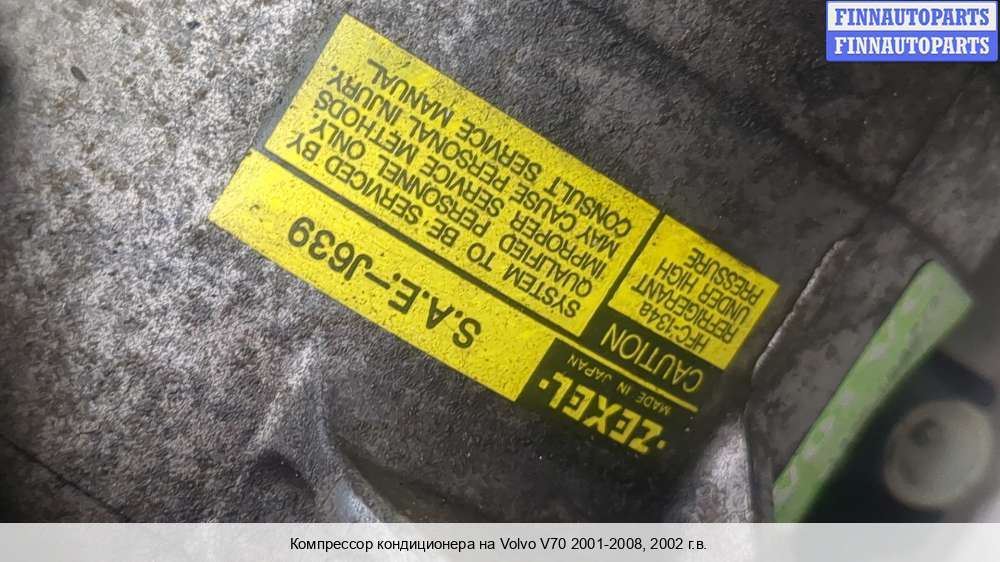 FINNAUTOPARTS
FINNAUTOPARTS
·ZEXEL·
MADE IN JAPAN
S.A.E.-J639
CAUTION
HFC-134a
REFRIGERANT
UNDER HIGH
PRESSURE
SYSTEM TO BE SERVICED BY
QUALIFIED PERSONNEL ONLY.
IMPROPER SERVICE METHODS
MAY CAUSE PERSONAL INJURY.
CONSULT SERVICE MANUAL
Компрессор кондиционера на Volvo V70 2001-2008, 2002 г.в.